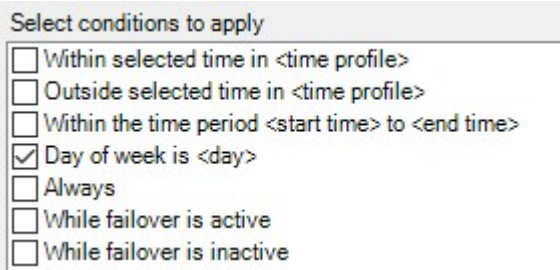 Select conditions to apply
Within selected time in <time profile>
Outside selected time in <time profile>
Within the time period <start time> to <end time>
Day of week is <day>
Always
While failover is active
While failover is inactive